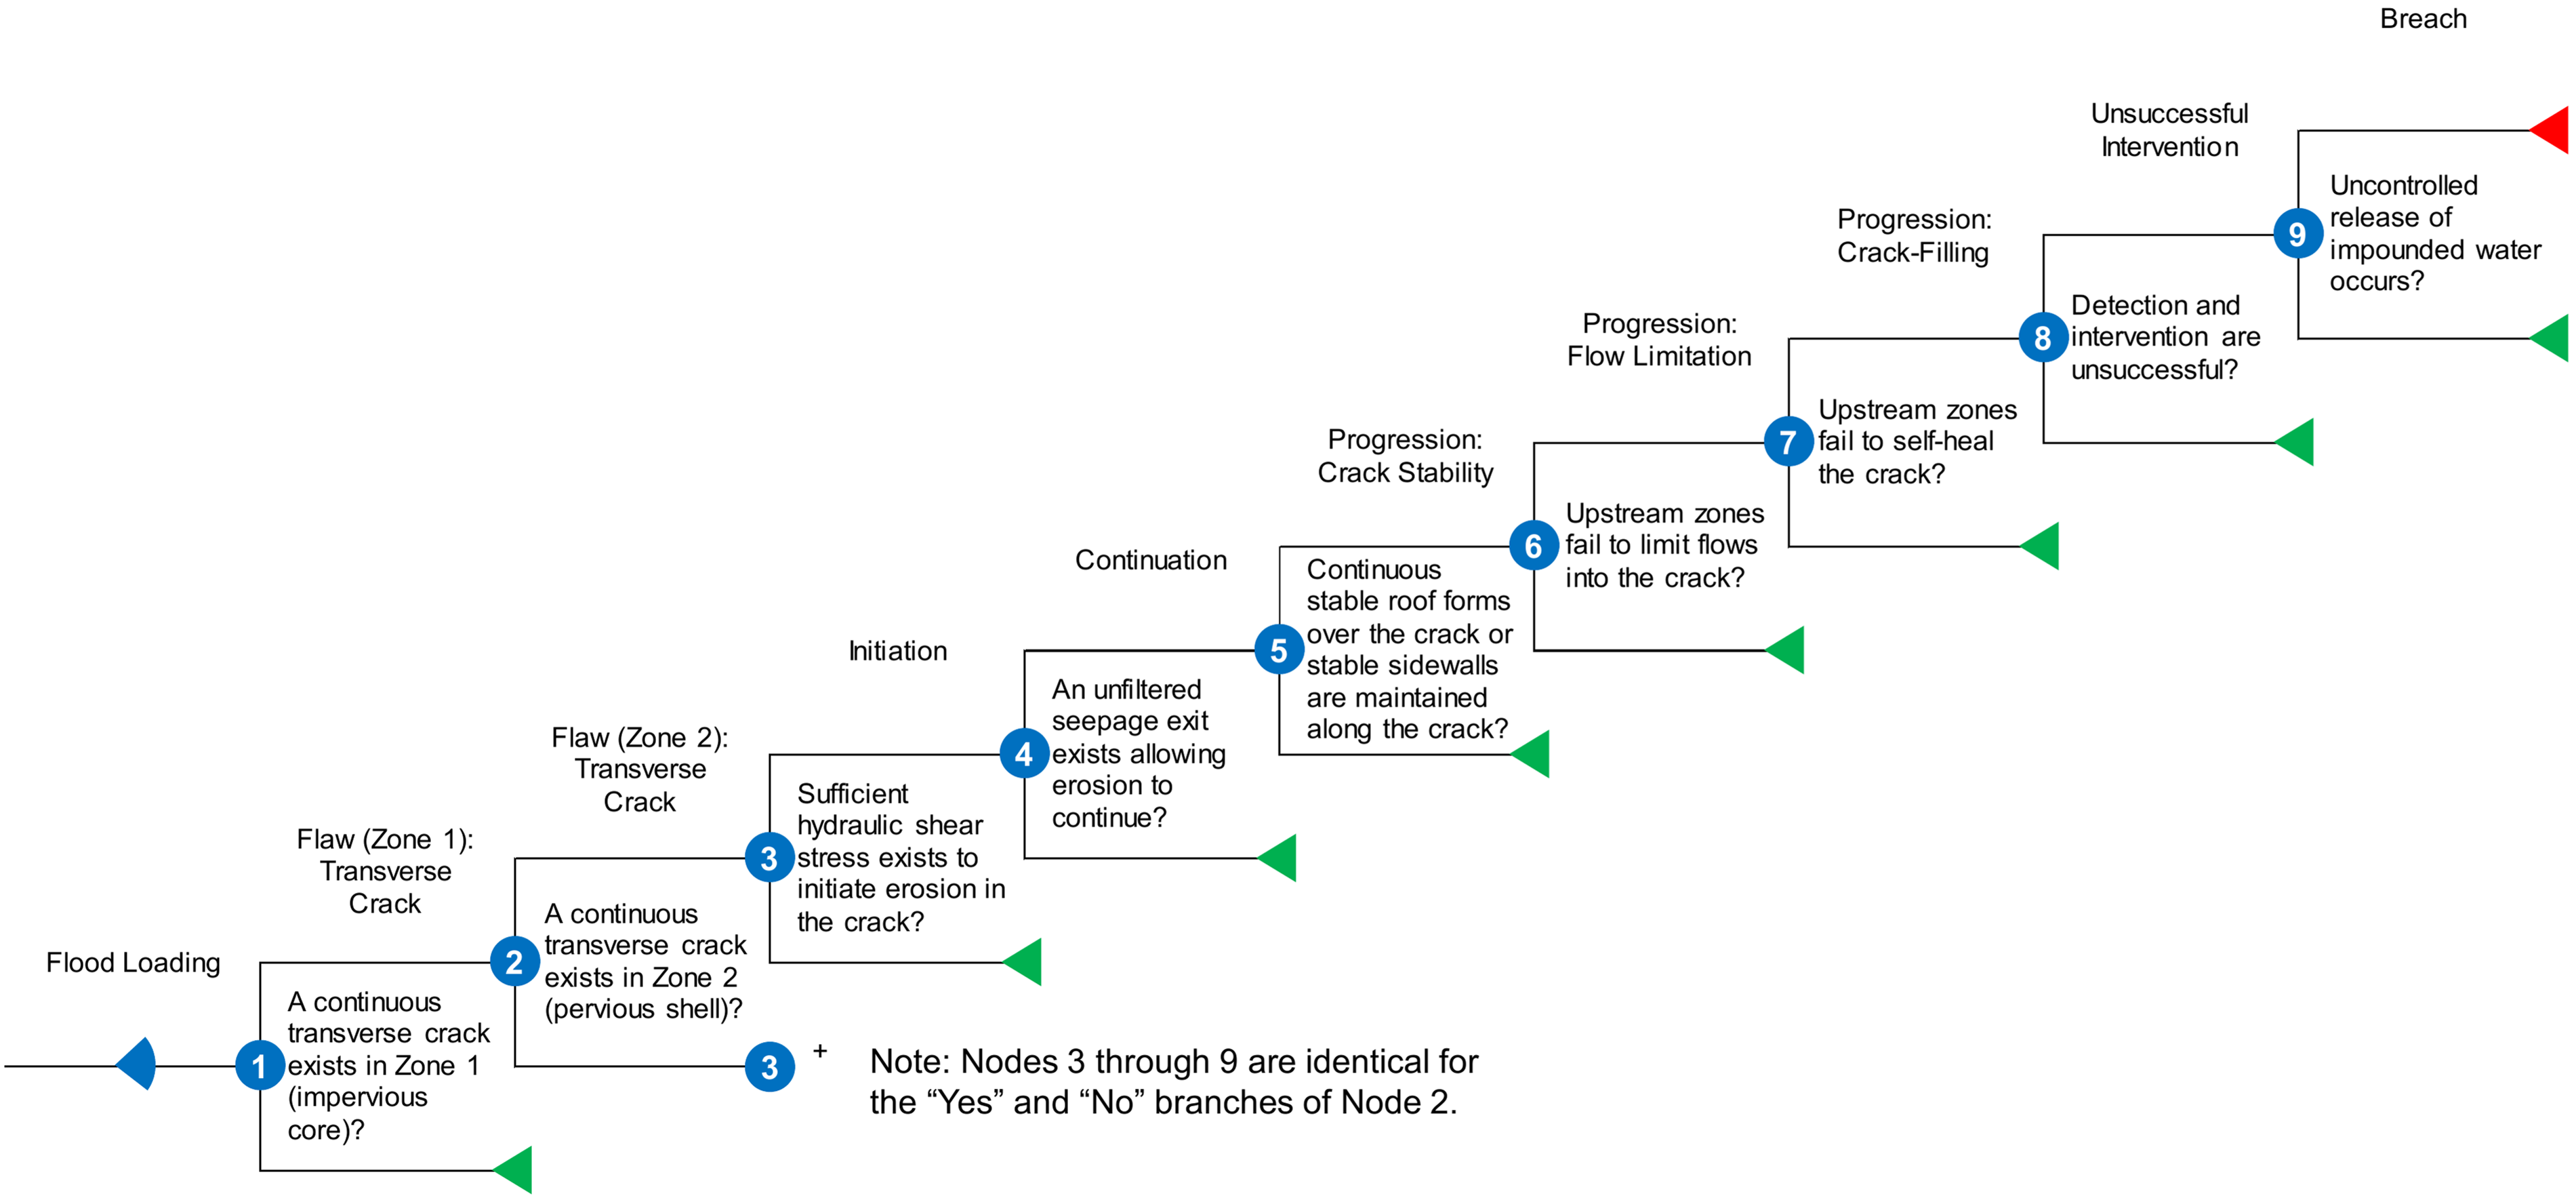 Breach
Unsuccessful
Intervention
Uncontrolled
release of
impounded water
occurs?
9
Progression:
Crack-Filling
Detection and
intervention are
unsuccessful?
8
Progression:
Flow Limitation
Upstream zones
fail to self-heal
the crack?
7
Progression:
Crack Stability
Upstream zones
fail to limit flows
into the crack?
6
Continuation
Continuous
stable roof forms
over the crack or
stable sidewalls
are maintained
along the crack?
5
Initiation
An unfiltered
seepage exit
exists allowing
erosion to
continue?
4
Flaw (Zone 2):
Transverse
Crack
Sufficient
hydraulic shear
stress exists to
initiate erosion in
the crack?
3
Flaw (Zone 1):
Transverse
Crack
A continuous
transverse crack
exists in Zone 2
(pervious shell)?
2
Flood Loading
A continuous
transverse crack
exists in Zone 1
(impervious
core)?
1
3
+
Note: Nodes 3 through 9 are identical for
the “Yes” and “No” branches of Node 2.